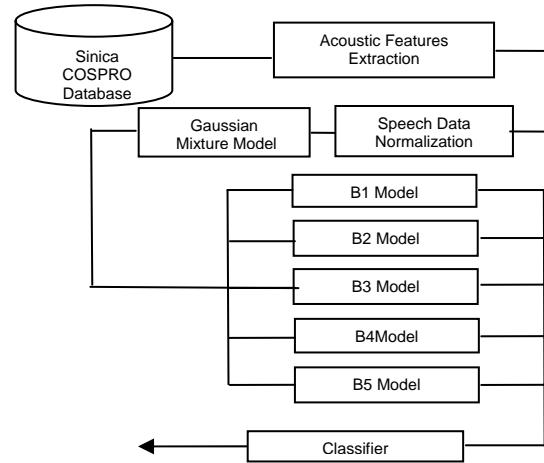 Sinica
COSPRO
Database
Acoustic Features
Extraction
Gaussian
Mixture Model
Speech Data
Normalization
B1 Model
B2 Model
B3 Model
B4Model
B5 Model
Classifier